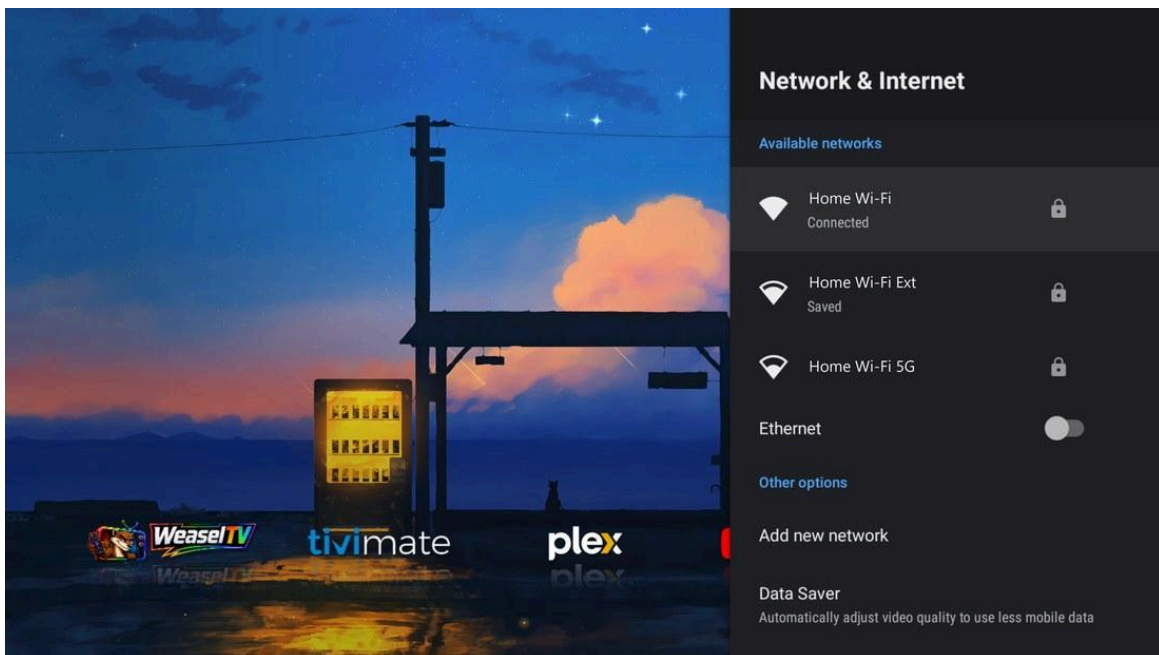 Network & Internet
Available networks
Home Wi-Fi
Connected
Home Wi-Fi Ext
Saved
Home Wi-Fi 5G
Ethernet
Other options
Add new network
Data Saver
Automatically adjust video quality to use less mobile data
WeaselTV
tivimate
plex